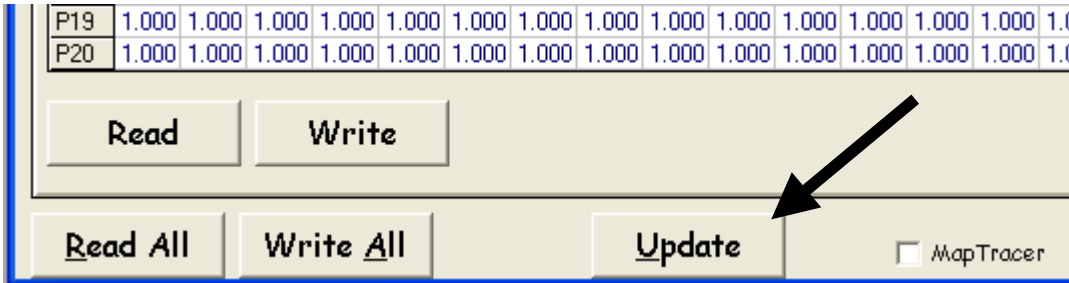 P19 1.000 1.000 1.000 1.000 1.000 1.000 1.000 1.000 1.000 1.000 1.000 1.000 1.000 1.000
P20 1.000 1.000 1.000 1.000 1.000 1.000 1.000 1.000 1.000 1.000 1.000 1.000 1.000 1.000
Read Write
Read All Write All Update MapTracer